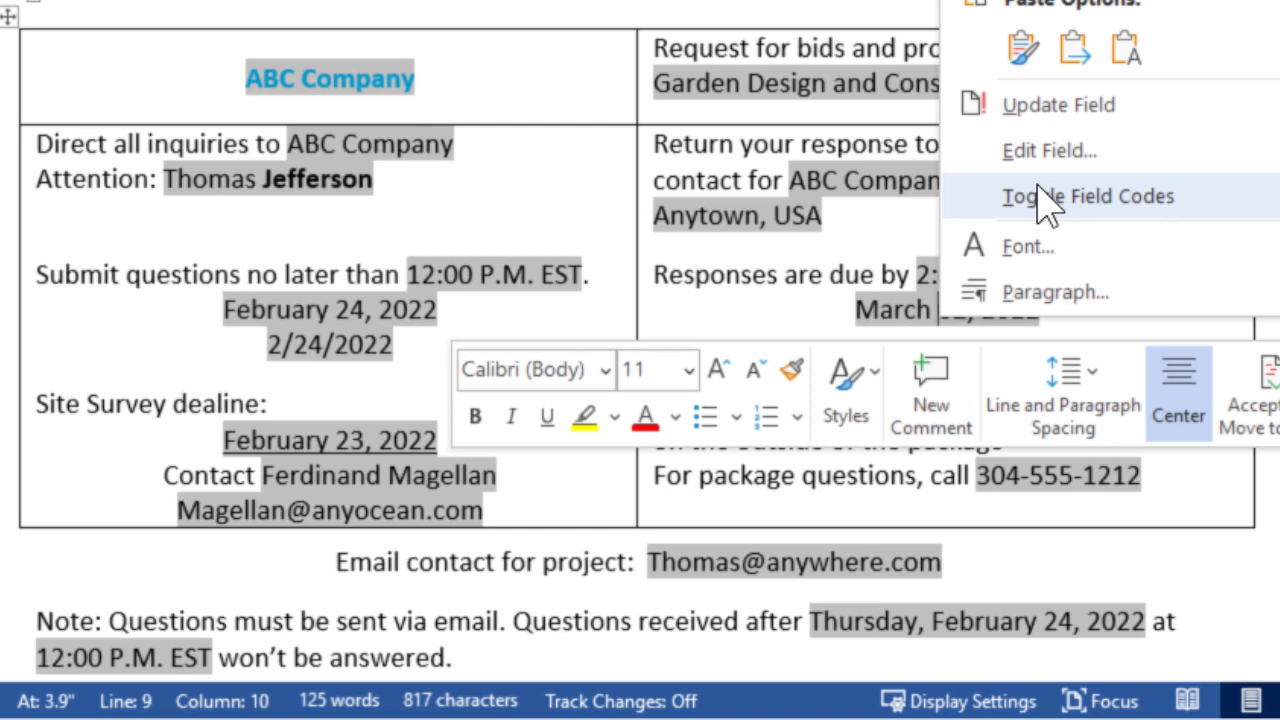 Paste Options:
ABC Company
Request for bids and pro
Garden Design and Cons
Update Field
Direct all inquiries to ABC Company
Attention: Thomas Jefferson
Return your response to
contact for ABC Compan
Anytown, USA
Edit Field...
Toggle Field Codes
Font...
Paragraph...
Submit questions no later than 12:00 P.M. EST.
February 24, 2022
2/24/2022
Responses are due by 2:
March
2022
Calibri (Body)
11
Styles
New
Comment
Line and Paragraph
Spacing
Center
Accept
Move to
B I U A
Site Survey dealine:
February 23, 2022
Contact Ferdinand Magellan
Magellan@anyocean.com
on the outside of the package
For package questions, call 304-555-1212
Email contact for project: Thomas@anywhere.com
Note: Questions must be sent via email. Questions received after Thursday, February 24, 2022 at
12:00 P.M. EST won’t be answered.
At: 3.9" Line: 9 Column: 10 125 words 817 characters Track Changes: Off Display Settings Focus